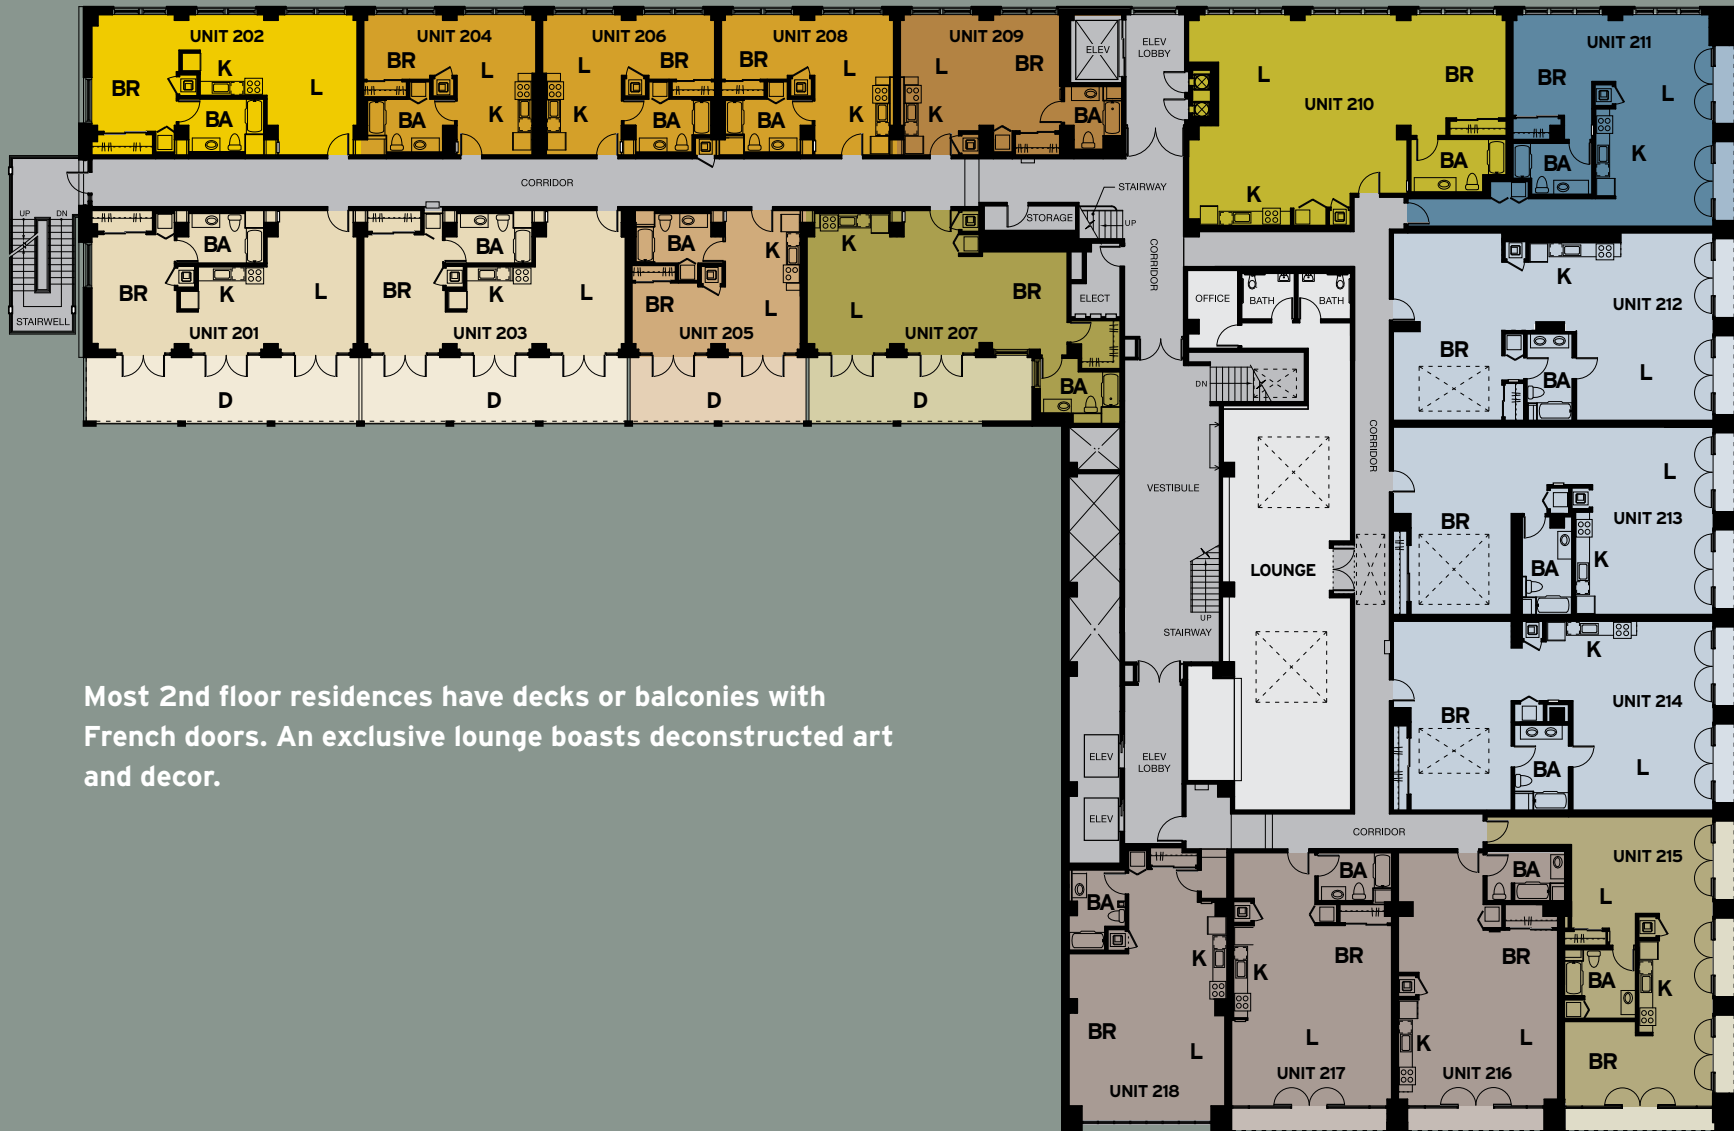 UNIT 202
BR
K
L
BA
UNIT 204
BR
L
K
BA
UNIT 206
L
BR
K
BA
UNIT 208
BR
L
K
BA
UNIT 209
L
BR
K
BA
ELEV
ELEV
LOBBY
L
BR
UNIT 210
BA
K
UNIT 211
BR
L
K
BA
CORRIDOR
STAIRWAY
UP
STORAGE
CORRIDOR
UP
DN
STAIRWELL
BA
BR
K
L
UNIT 201
D
BA
BR
K
L
UNIT 203
D
BA
K
BR
L
UNIT 205
D
K
BR
L
UNIT 207
BA
D
ELECT
OFFICE
BATH
BATH
DN
K
UNIT 212
BR
L
BA
CORRIDOR
VESTIBULE
L
UNIT 213
BR
K
BA
LOUNGE
UP
STAIRWAY
K
UNIT 214
BR
L
BA
ELEV
ELEV
LOBBY
ELEV
CORRIDOR
UNIT 215
L
BA
K
BR
BA
K
BR
L
UNIT 218
BA
BR
K
L
UNIT 217
BA
BR
K
L
UNIT 216
Most 2nd floor residences have decks or balconies with
French doors. An exclusive lounge boasts deconstructed art
and decor.